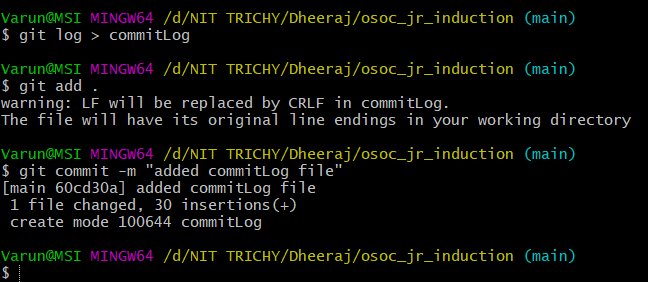 Varun@MSI MINGW64 /d/NIT TRICHY/Dheeraj/osoc_jr_induction (main)
$ git log > commitLog
Varun@MSI MINGW64 /d/NIT TRICHY/Dheeraj/osoc_jr_induction (main)
$ git add .
warning: LF will be replaced by CRLF in commitLog.
The file will have its original line endings in your working directory
Varun@MSI MINGW64 /d/NIT TRICHY/Dheeraj/osoc_jr_induction (main)
$ git commit -m "added commitLog file"
[main 60cd30a] added commitLog file
 1 file changed, 30 insertions(+)
 create mode 100644 commitLog
Varun@MSI MINGW64 /d/NIT TRICHY/Dheeraj/osoc_jr_induction (main)
$